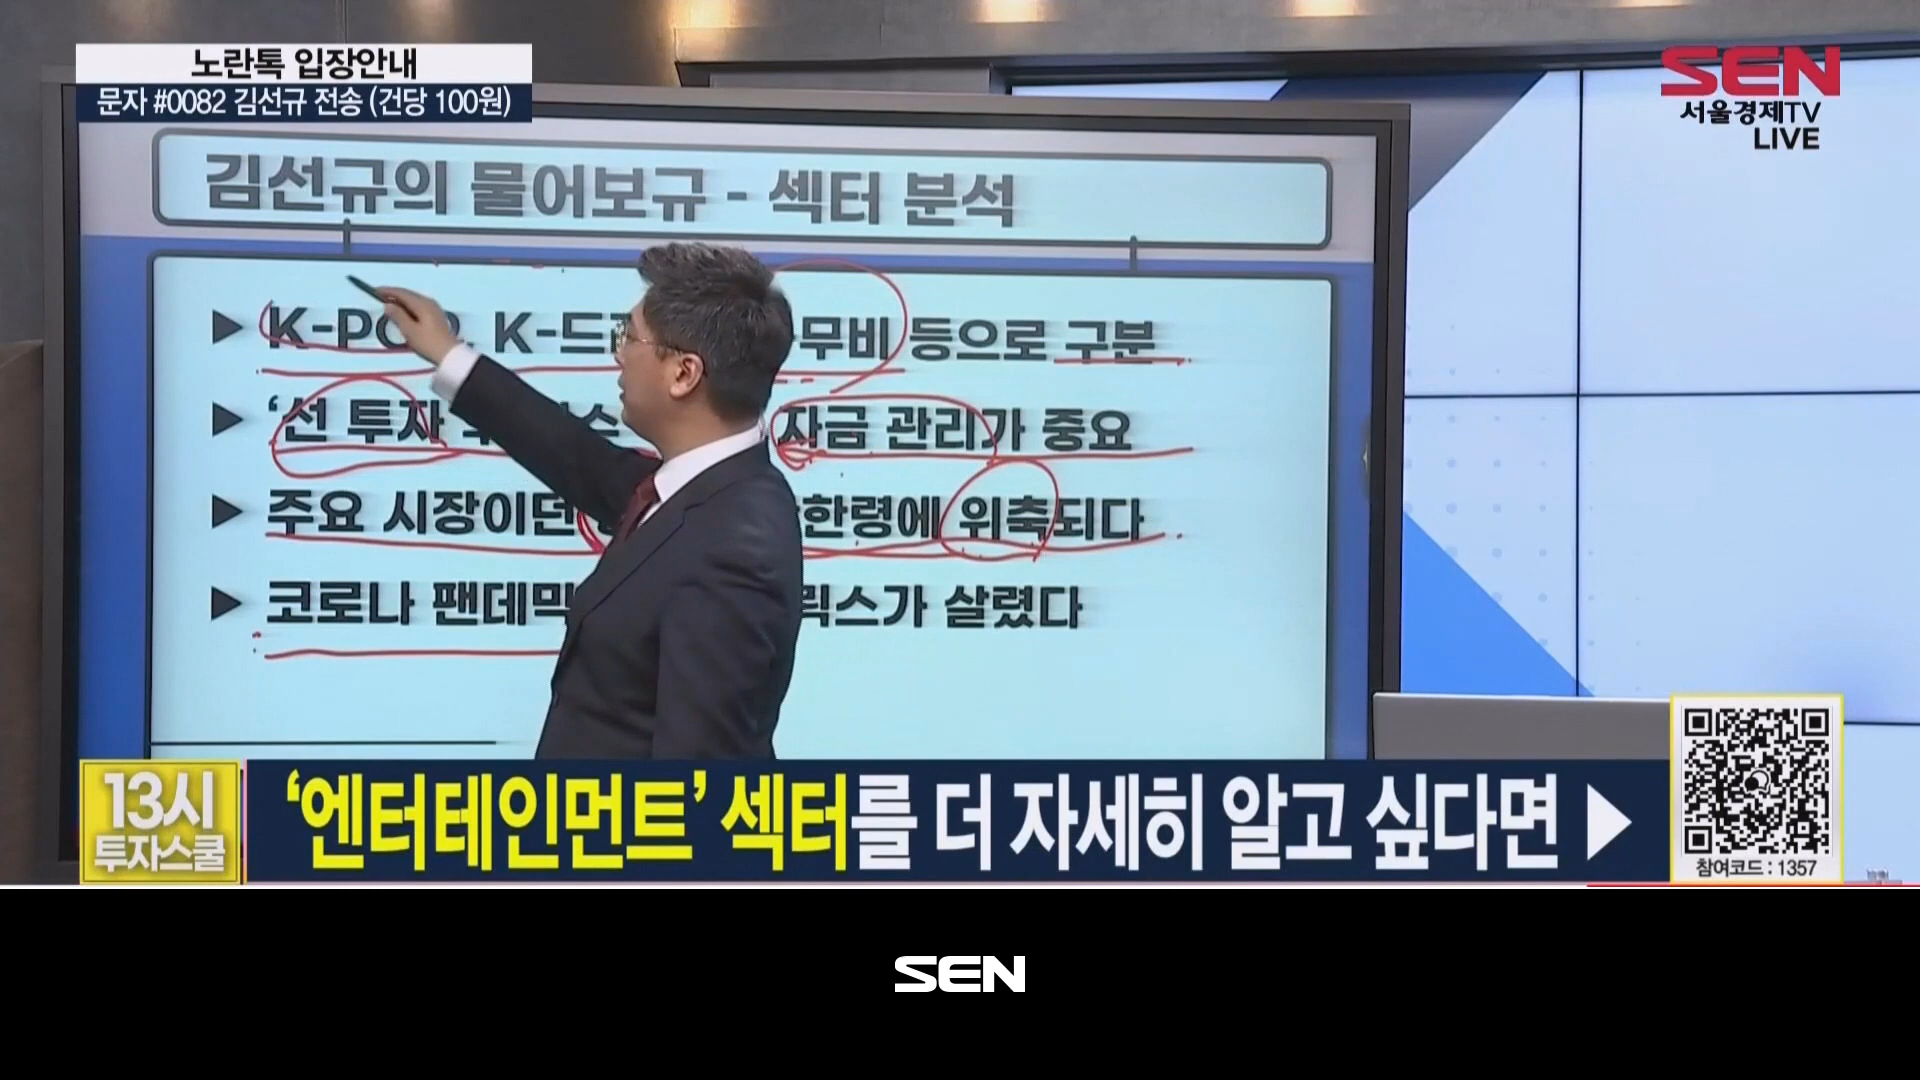 노란톡 입장안내
문자 #0082 김선규 전송 (건당 100원)
SEN
서울경제TV
LIVE
김선규의 물어보규 - 섹터 분석
▶ K-POP, K-드 무비 등으로 구분
▶ ‘선 투자 자금 관리가 중요
▶ 주요 시장이던 한령에 위축되다
▶ 코로나 팬데믹 릭스가 살렸다
13시
투자스쿨
‘엔터테인먼트’ 섹터를 더 자세히 알고 싶다면 ▶
참여코드 : 1357
SEN